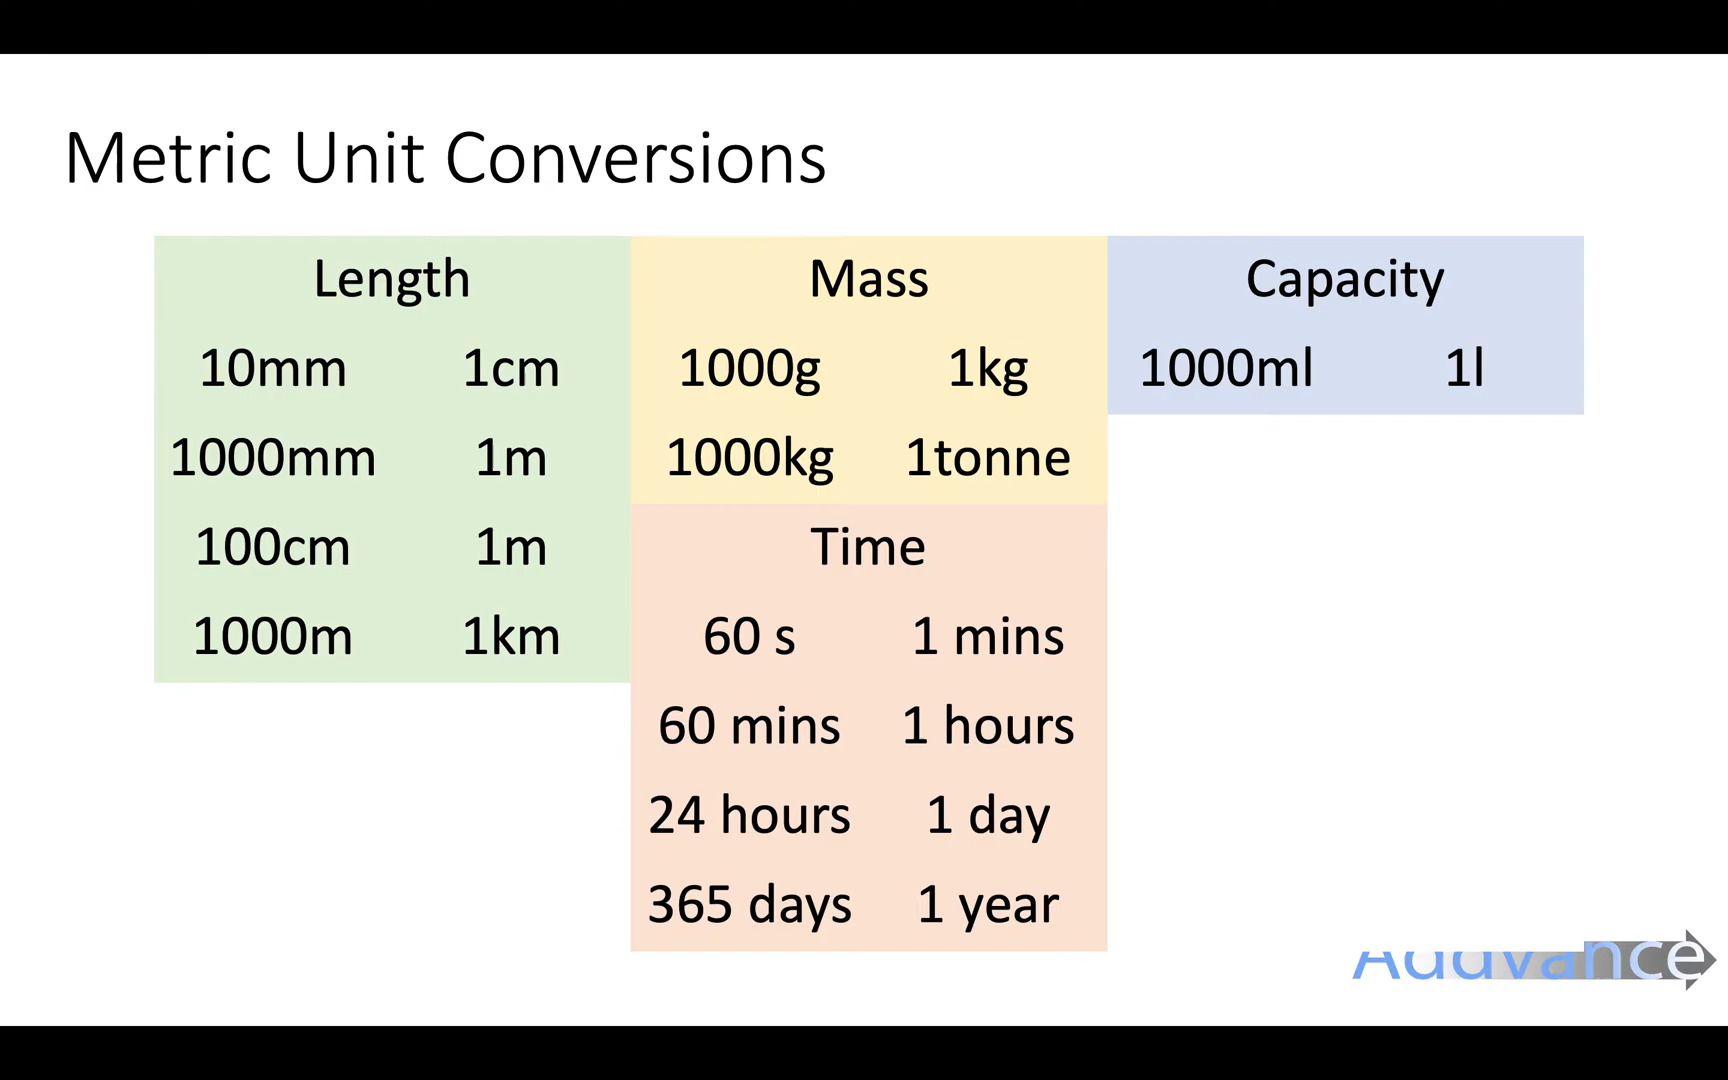 Metric Unit Conversions
Length
10mm 1cm
1000mm 1m
100cm 1m
1000m 1km
Mass
1000g 1kg
1000kg 1tonne
Time
60 s 1 mins
60 mins 1 hours
24 hours 1 day
365 days 1 year
Capacity
1000ml 1l
Addvance